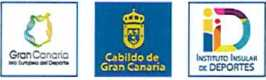 Gran Canaria
Isla Europea del Deporte
Cabildo de
Gran Canaria
INSTITUTO INSULAR
DE DEPORTES